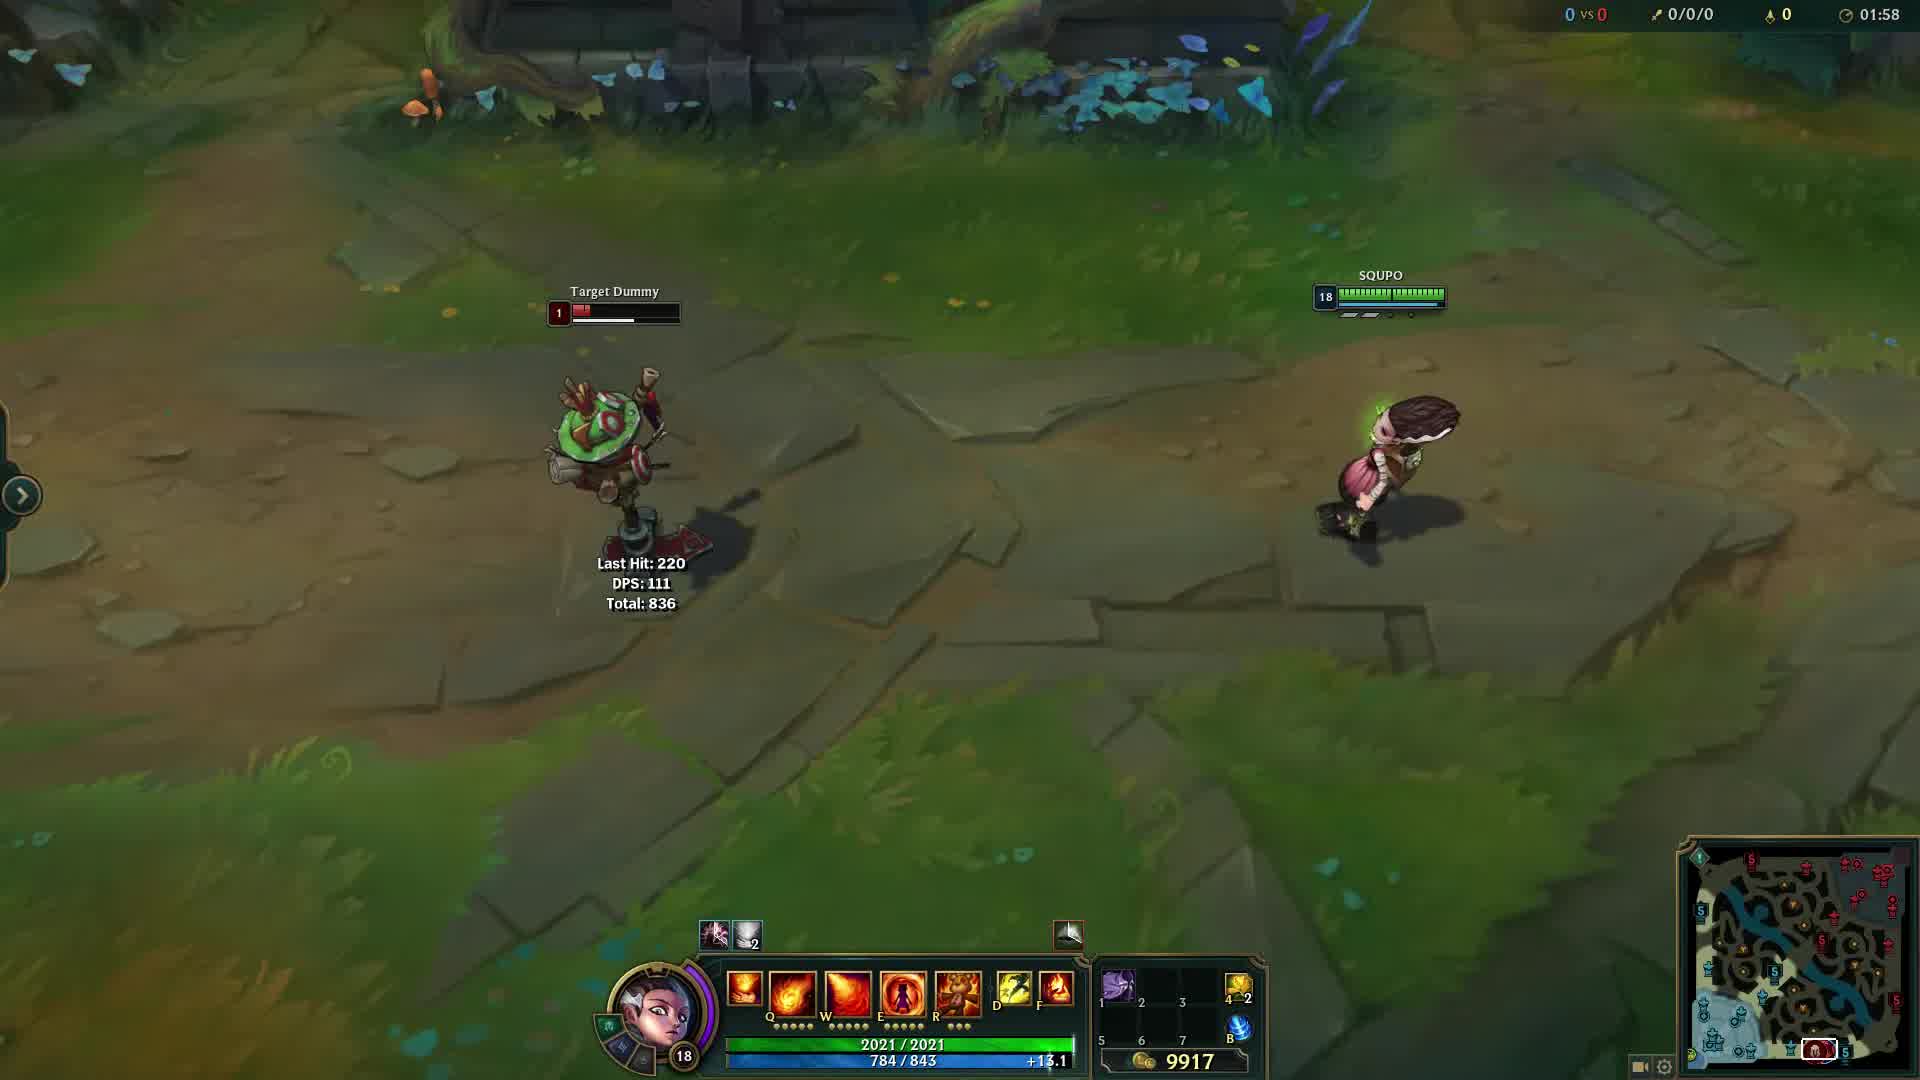 0 vs 0 0/0/0 0 01:58
SQUPO
18
Target Dummy
1
Last Hit: 220
DPS: 111
Total: 836
2
Q W E R D F
1 2 3 4 2
5 6 7 B
18
2021 / 2021
784 / 843 +13.1
9917
S
S
S
S
S
S